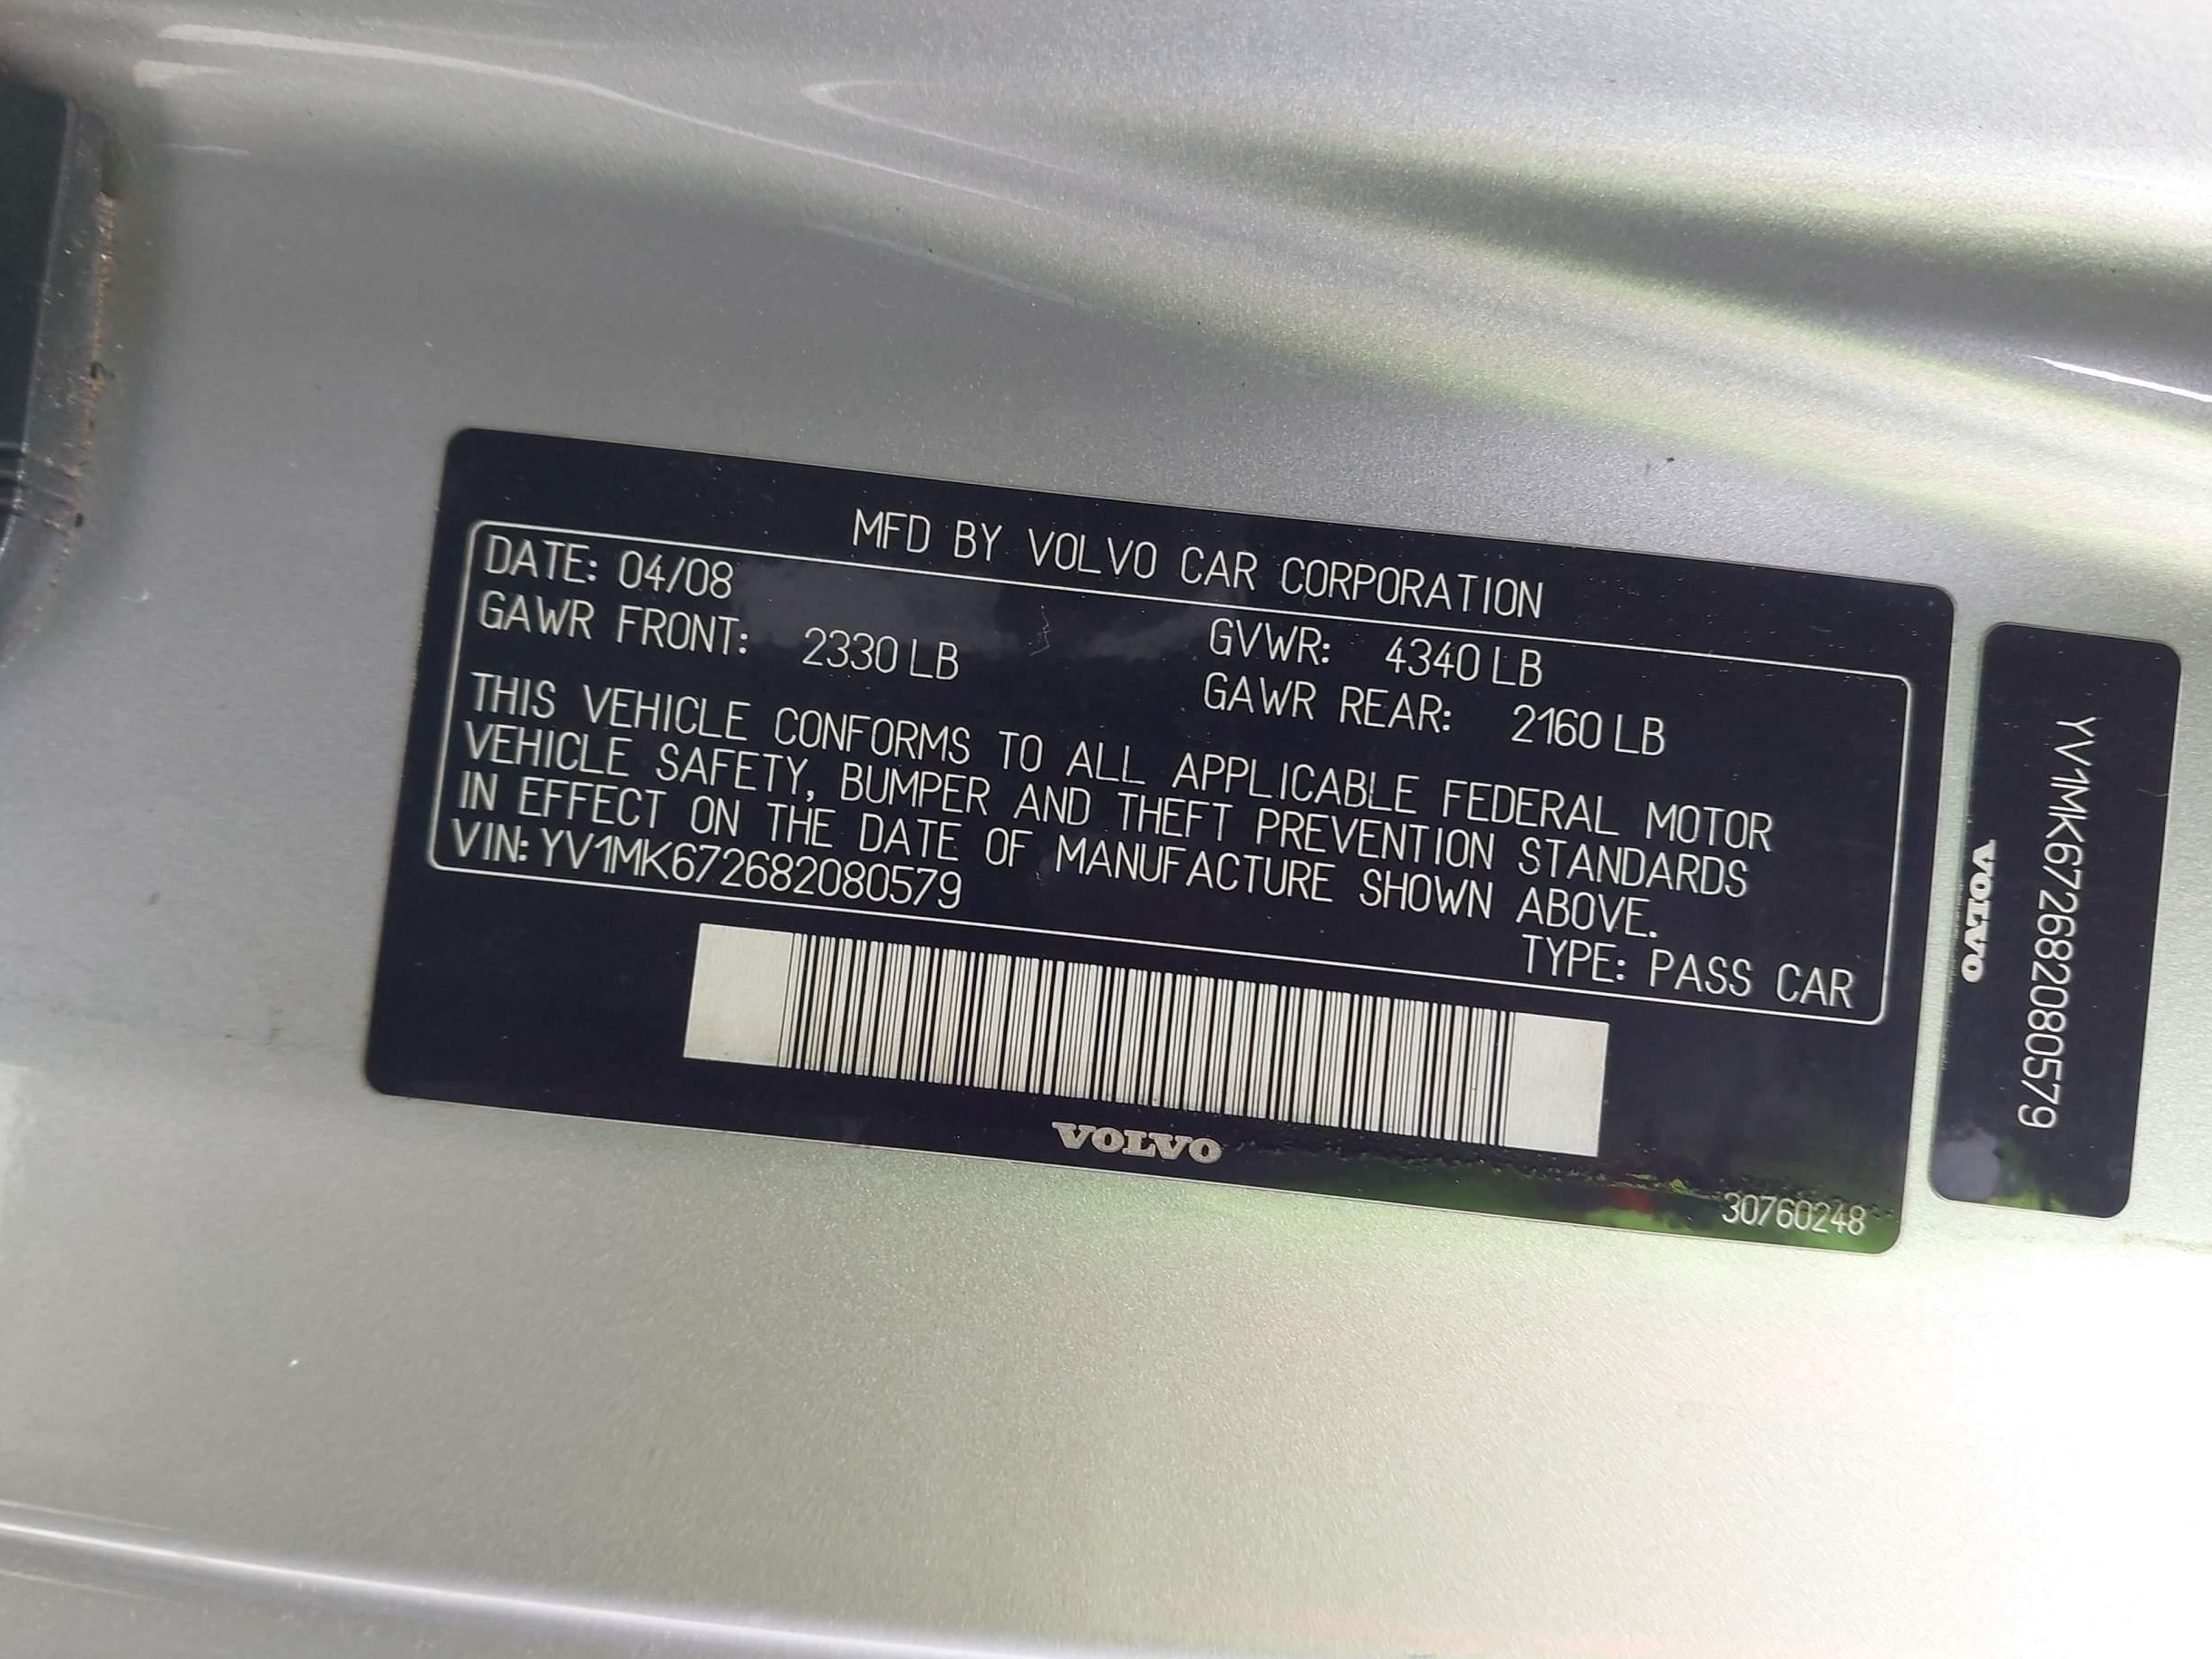 MFD BY VOLVO CAR CORPORATION
DATE: 04/08
GVWR: 4340 LB
GAWR FRONT: 2330 LB
GAWR REAR: 2160 LB
THIS VEHICLE CONFORMS TO ALL APPLICABLE FEDERAL MOTOR
VEHICLE SAFETY, BUMPER AND THEFT PREVENTION STANDARDS
IN EFFECT ON THE DATE OF MANUFACTURE SHOWN ABOVE.
VIN: YV1MK672682080579
TYPE: PASS CAR
VOLVO
30760248
YV1MK672682080579
VOLVO